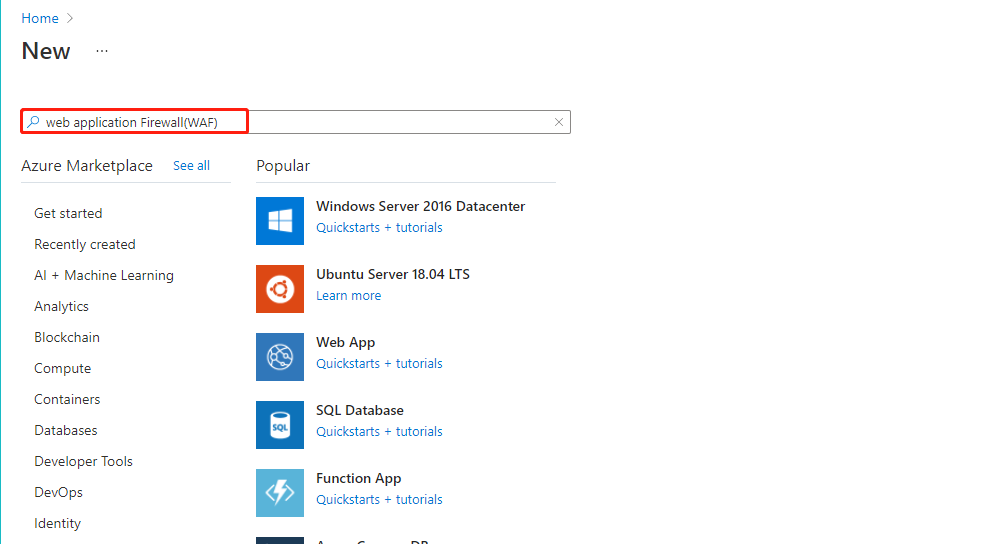 Home
New ...
web application Firewall(WAF)
Azure Marketplace See all
Popular
Get started
Recently created
AI + Machine Learning
Analytics
Blockchain
Compute
Containers
Databases
Developer Tools
DevOps
Identity
Windows Server 2016 Datacenter
Quickstarts + tutorials
Ubuntu Server 18.04 LTS
Learn more
Web App
Quickstarts + tutorials
SQL Database
SQL
Quickstarts + tutorials
Function App
Quickstarts + tutorials